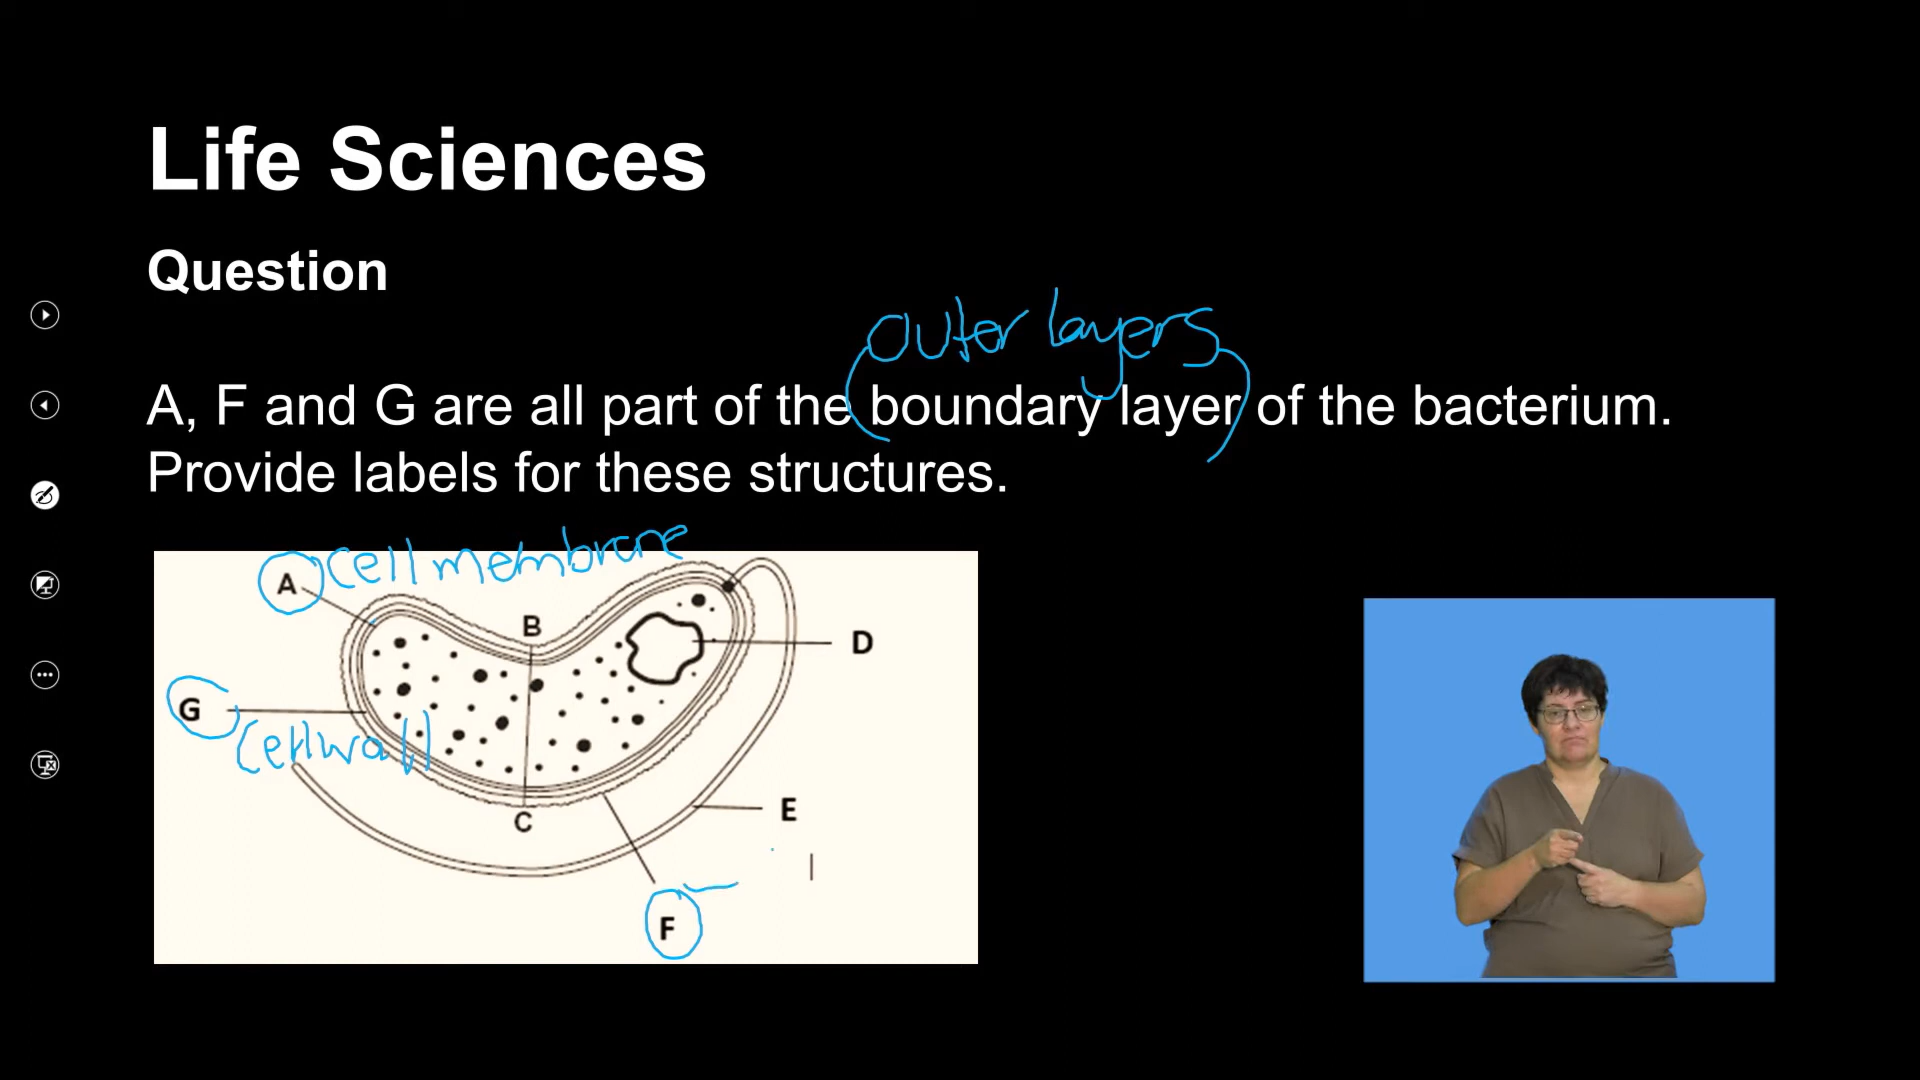 Life Sciences
Question
outer layers
A, F and G are all part of the boundary layer of the bacterium.
Provide labels for these structures.
A cell membrane
B
D
G
Cell wall
E
C
F